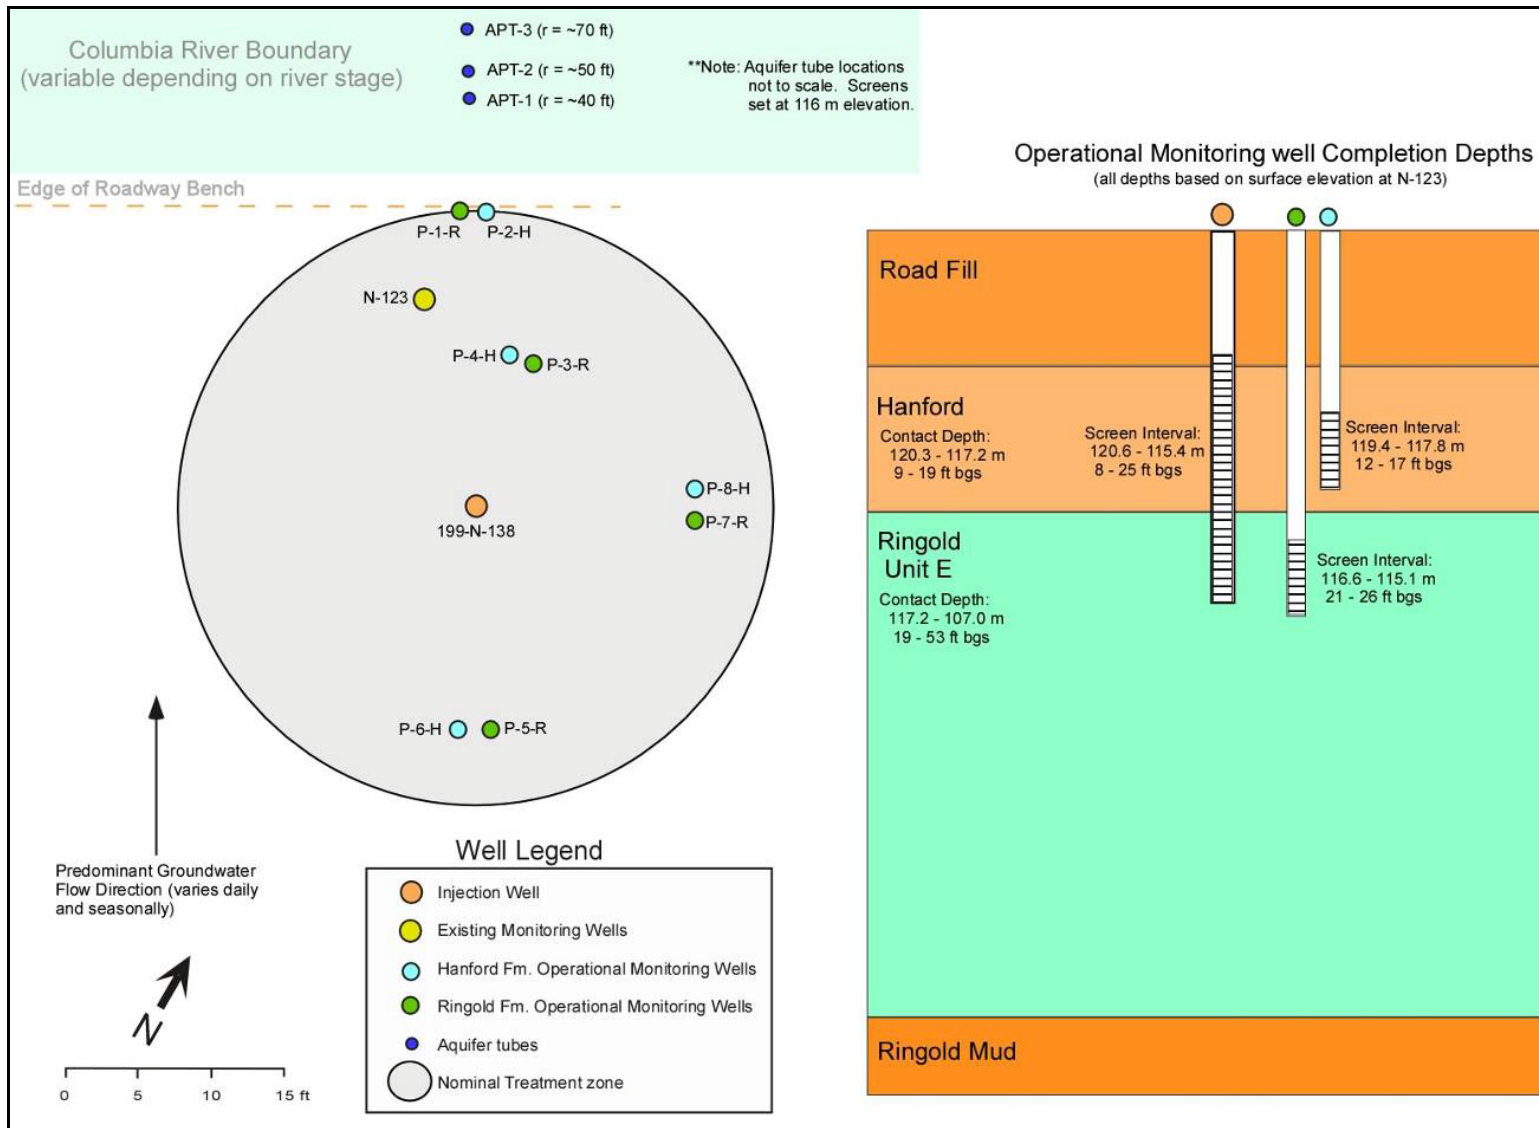 Columbia River Boundary
(variable depending on river stage)
APT-3 (r = ~70 ft)
APT-2 (r = ~50 ft)
APT-1 (r = ~40 ft)
**Note: Aquifer tube locations
not to scale. Screens
set at 116 m elevation.
Edge of Roadway Bench
P-1-R
P-2-H
N-123
P-4-H
P-3-R
P-8-H
P-7-R
199-N-138
P-6-H
P-5-R
Predominant Groundwater
Flow Direction (varies daily
and seasonally)
N
0 5 10 15 ft
Well Legend
Injection Well
Existing Monitoring Wells
Hanford Fm. Operational Monitoring Wells
Ringold Fm. Operational Monitoring Wells
Aquifer tubes
Nominal Treatment zone
Operational Monitoring well Completion Depths
(all depths based on surface elevation at N-123)
Road Fill
Hanford
Contact Depth:
120.3 - 117.2 m
9 - 19 ft bgs
Screen Interval:
120.6 - 115.4 m
8 - 25 ft bgs
Screen Interval:
119.4 - 117.8 m
12 - 17 ft bgs
Ringold
Unit E
Contact Depth:
117.2 - 107.0 m
19 - 53 ft bgs
Screen Interval:
116.6 - 115.1 m
21 - 26 ft bgs
Ringold Mud